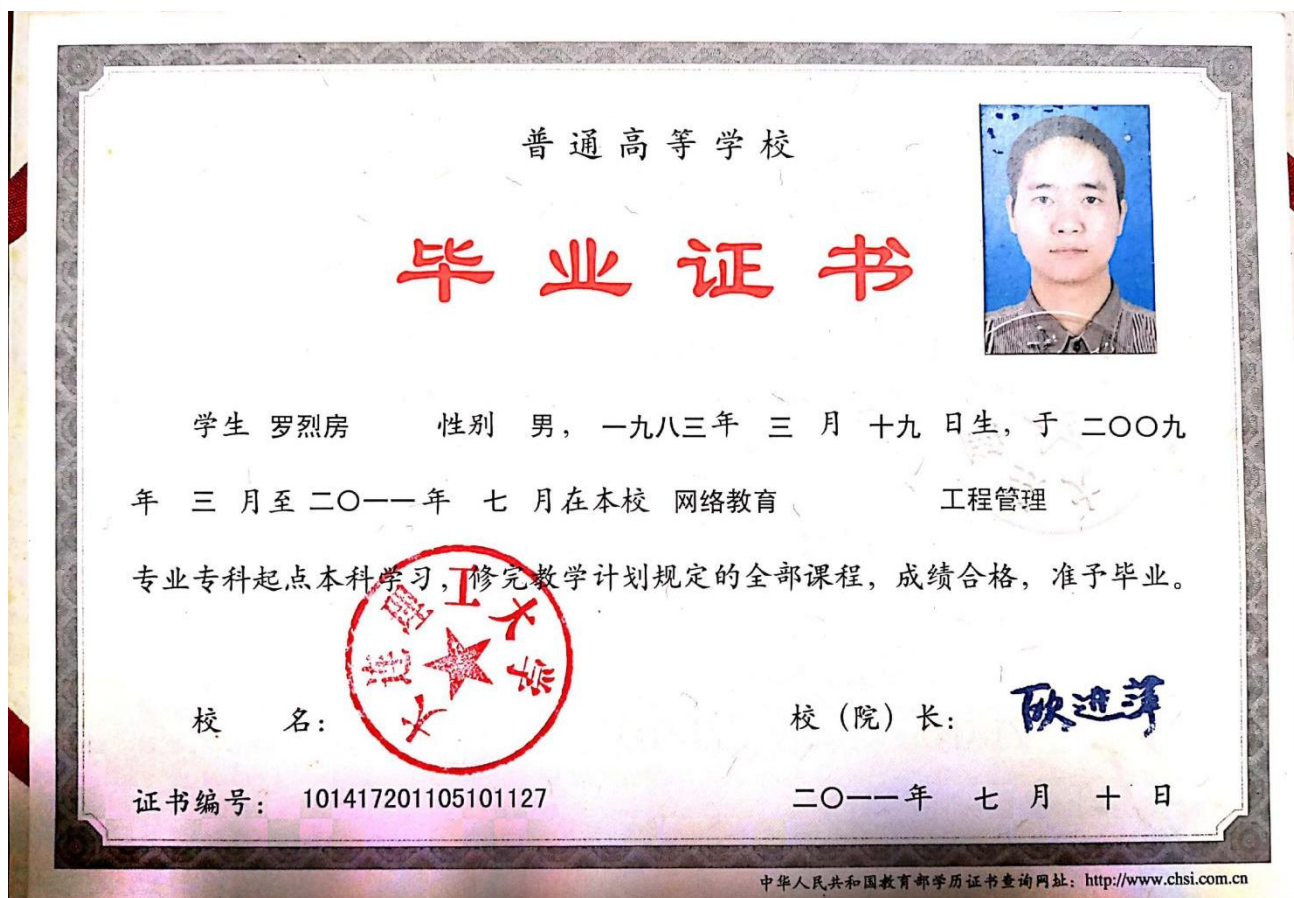 普通高等学校
毕业证书
学生 罗烈房 性别 男, 一九八三年 三 月 十九 日生, 于 二〇〇九
年 三 月至 二〇一一年 七 月在本校 网络教育 工程管理
专业专科起点本科学习, 修完教学计划规定的全部课程, 成绩合格, 准予毕业。
大连理工大学
校 名: 校 (院) 长: 欧进萍
证书编号: 101417201105101127 二〇一一年 七 月 十 日
中华人民共和国教育部学历证书查询网址: http://www.chsi.com.cn